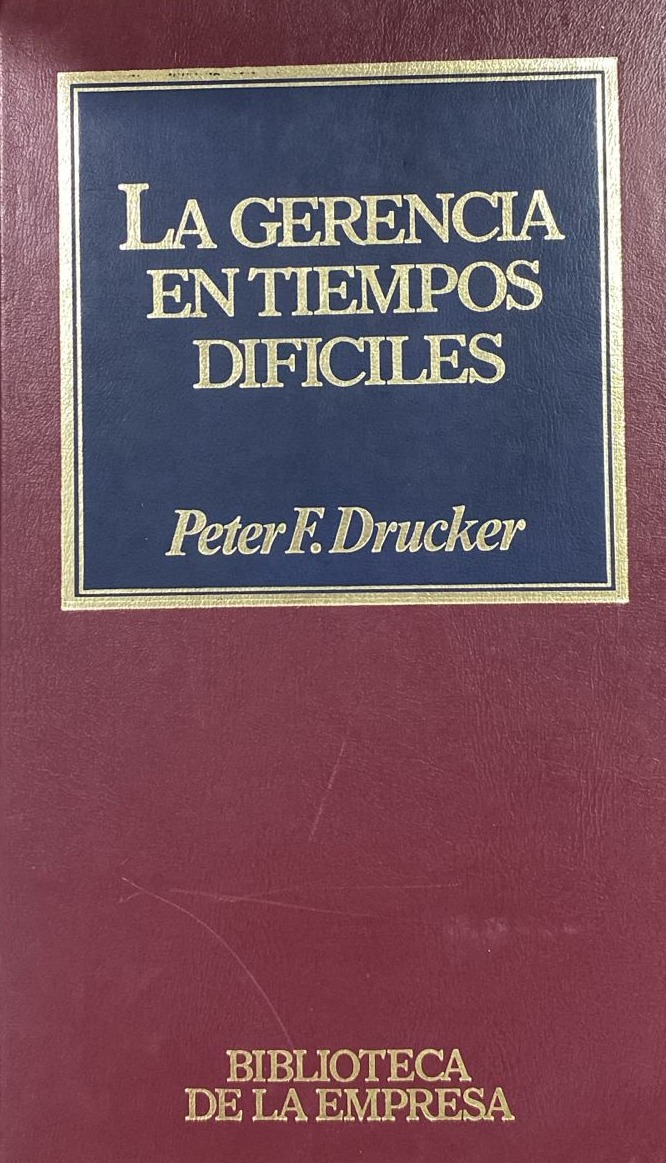 LA GERENCIA
EN TIEMPOS
DIFICILES
Peter F. Drucker
BIBLIOTECA
DE LA EMPRESA